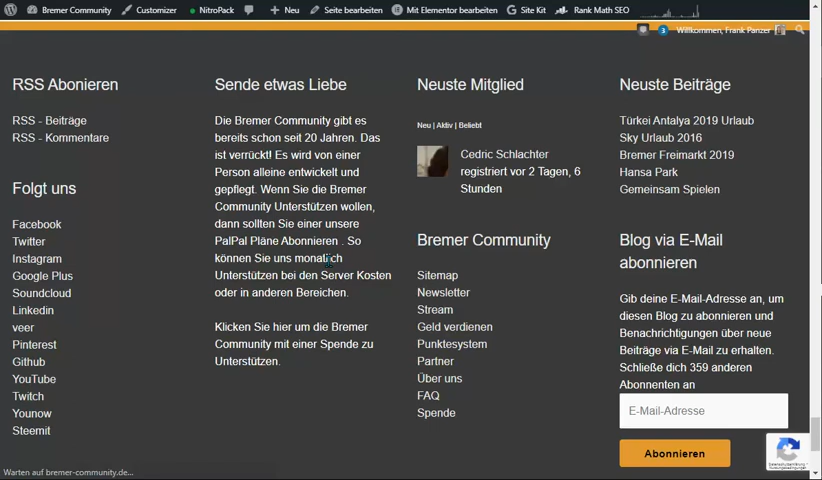 Bremer Community
Customizer
NitroPack
Neu
Seite bearbeiten
Mit Elementor bearbeiten
Site Kit
Rank Math SEO
3
Willkommen, Frank Panzer
RSS Abonieren
RSS - Beiträge
RSS - Kommentare
Folgt uns
Facebook
Twitter
Instagram
Google Plus
Soundcloud
Linkedin
veer
Pinterest
Github
YouTube
Twitch
Younow
Steemit
Sende etwas Liebe
Die Bremer Community gibt es
bereits schon seit 20 Jahren. Das
ist verrückt! Es wird von einer
Person alleine entwickelt und
gepflegt. Wenn Sie die Bremer
Community Unterstützen wollen,
dann sollten Sie einer unsere
PalPal Pläne Abonnieren . So
können Sie uns monatlich
Unterstützen bei den Server Kosten
oder in anderen Bereichen.
Klicken Sie hier um die Bremer
Community mit einer Spende zu
Unterstützen.
Neuste Mitglied
Neu | Aktiv | Beliebt
Cedric Schlachter
registriert vor 2 Tagen, 6
Stunden
Bremer Community
Sitemap
Newsletter
Stream
Geld verdienen
Punktesystem
Partner
Über uns
FAQ
Spende
Neuste Beiträge
Türkei Antalya 2019 Urlaub
Sky Urlaub 2016
Bremer Freimarkt 2019
Hansa Park
Gemeinsam Spielen
Blog via E-Mail
abonnieren
Gib deine E-Mail-Adresse an, um
diesen Blog zu abonnieren und
Benachrichtigungen über neue
Beiträge via E-Mail zu erhalten.
Schließe dich 359 anderen
Abonnenten an
E-Mail-Adresse
Abonnieren
Warten auf bremer-community.de...